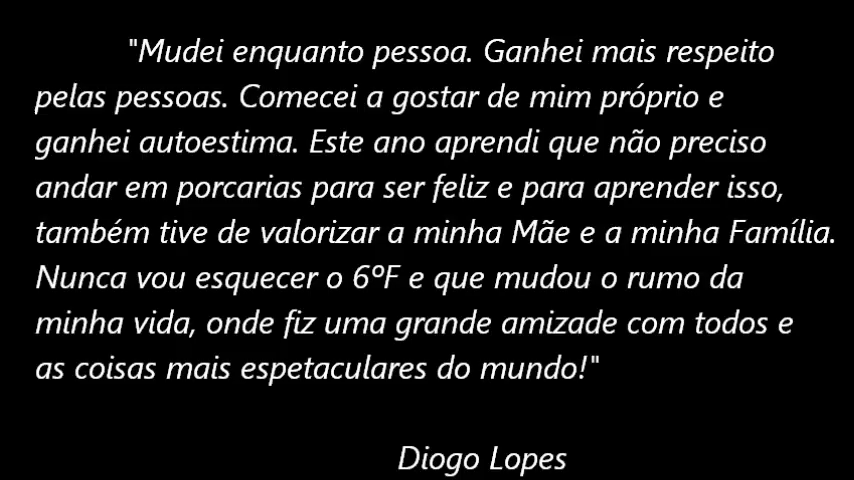 "Mudei enquanto pessoa. Ganhei mais respeito
pelas pessoas. Comecei a gostar de mim próprio e
ganhei autoestima. Este ano aprendi que não preciso
andar em porcarias para ser feliz e para aprender isso,
também tive de valorizar a minha Mãe e a minha Família.
Nunca vou esquecer o 6ºF e que mudou o rumo da
minha vida, onde fiz uma grande amizade com todos e
as coisas mais espetaculares do mundo!"
Diogo Lopes